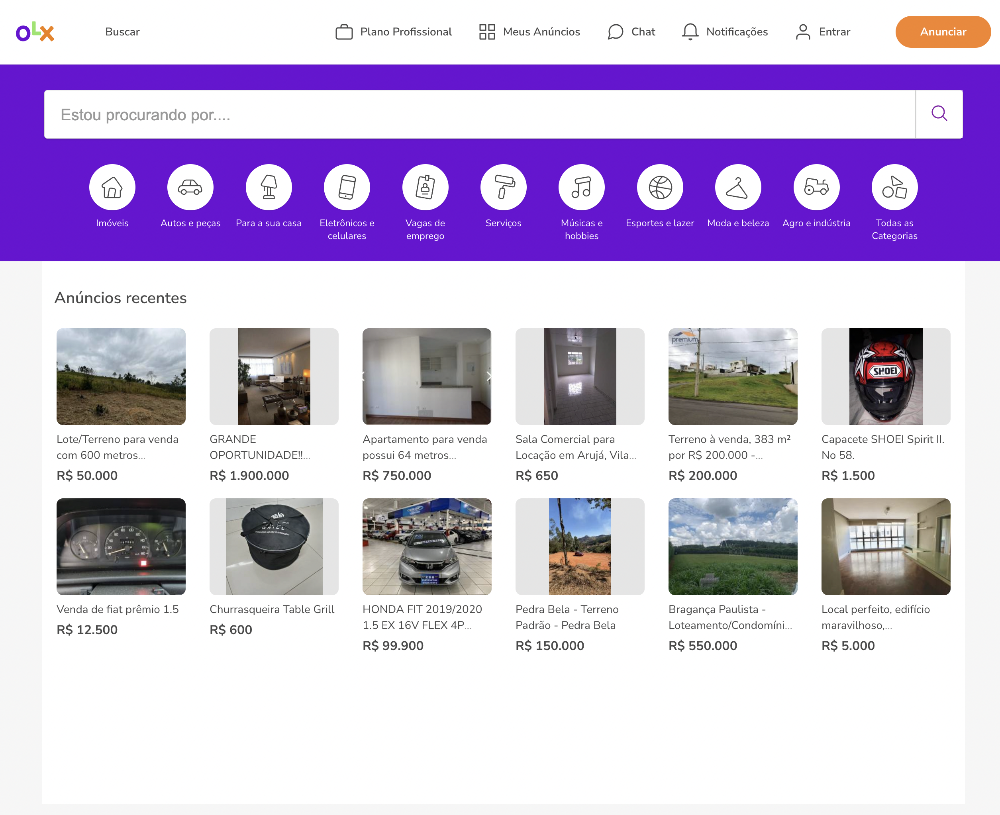 OLX
Buscar
Plano Profissional
Meus Anúncios
Chat
Notificações
Entrar
Anunciar
Estou procurando por....
Imóveis
Autos e peças
Para a sua casa
Eletrônicos e
celulares
Vagas de
emprego
Serviços
Músicas e
hobbies
Esportes e lazer
Moda e beleza
Agro e indústria
Todas as
Categorias
Anúncios recentes
premium
SHOEI
Lote/Terreno para venda
com 600 metros...
R$ 50.000
GRANDE
OPORTUNIDADE!!...
R$ 1.900.000
Apartamento para venda
possui 64 metros...
R$ 750.000
Sala Comercial para
Locação em Arujá, Vila...
R$ 650
Terreno à venda, 383 m²
por R$ 200.000 -...
R$ 200.000
Capacete SHOEI Spirit II.
No 58.
R$ 1.500
GRILL
Venda de fiat prêmio 1.5
R$ 12.500
Churrasqueira Table Grill
R$ 600
HONDA FIT 2019/2020
1.5 EX 16V FLEX 4P...
R$ 99.900
Pedra Bela - Terreno
Padrão - Pedra Bela
R$ 150.000
Bragança Paulista -
Loteamento/Condomíni...
R$ 550.000
Local perfeito, edifício
maravilhoso,...
R$ 5.000